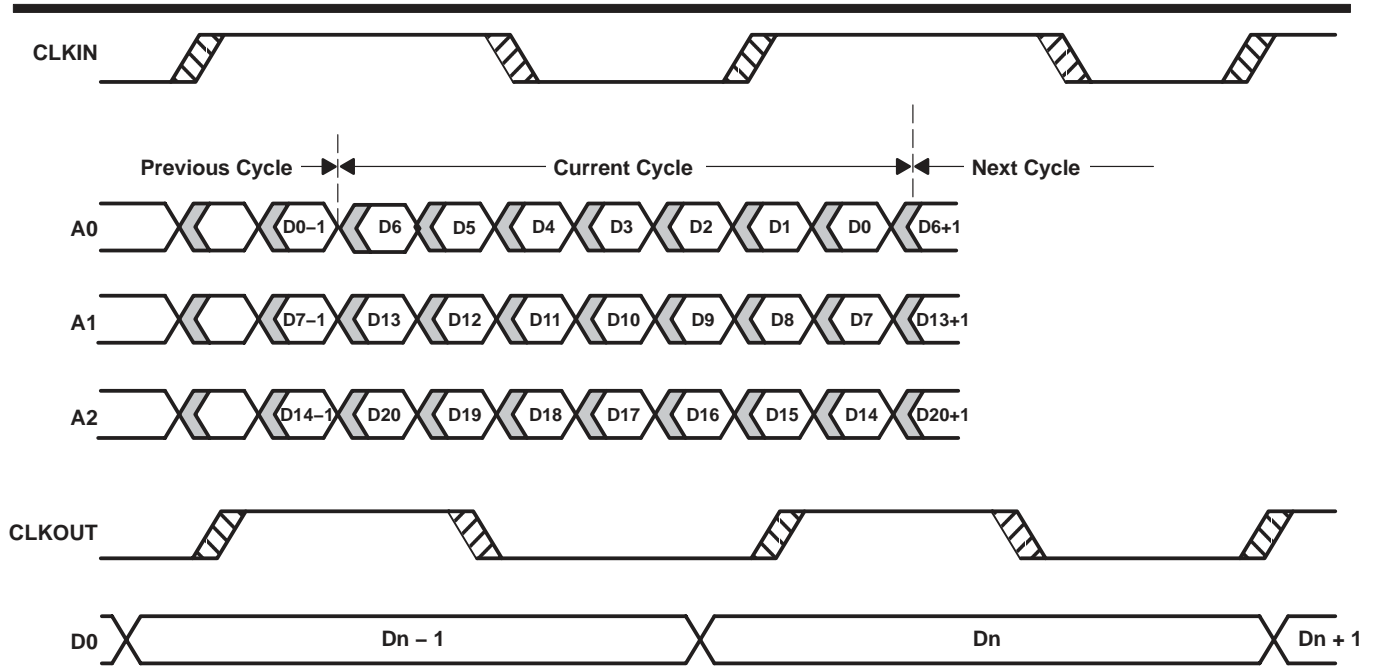 CLKIN
Previous Cycle Current Cycle Next Cycle
A0 D0–1 D6 D5 D4 D3 D2 D1 D0 D6+1
A1 D7–1 D13 D12 D11 D10 D9 D8 D7 D13+1
A2 D14–1 D20 D19 D18 D17 D16 D15 D14 D20+1
CLKOUT
D0 Dn – 1 Dn Dn + 1